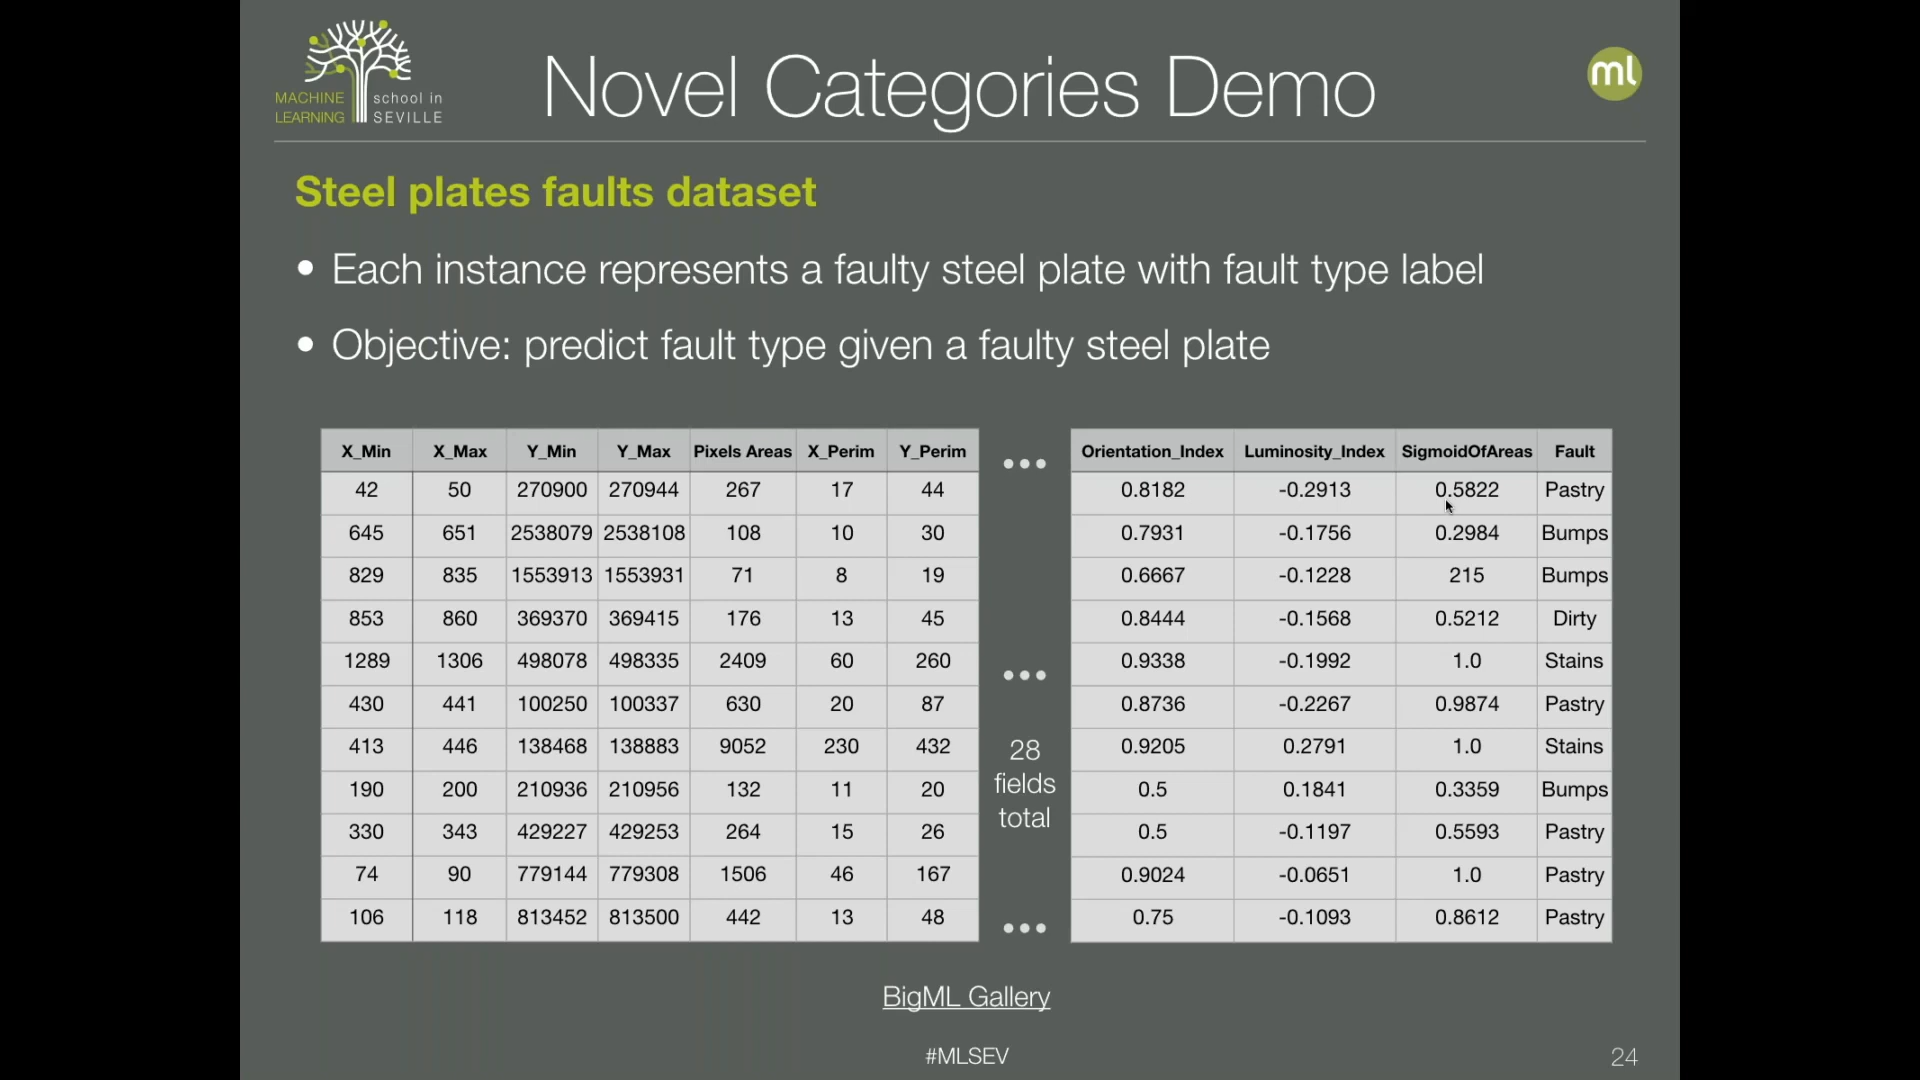 MACHINE school in
LEARNING SEVILLE
Novel Categories Demo
ml
Steel plates faults dataset
• Each instance represents a faulty steel plate with fault type label
• Objective: predict fault type given a faulty steel plate
X_Min X_Max Y_Min Y_Max Pixels Areas X_Perim Y_Perim ... Orientation_Index Luminosity_Index SigmoidOfAreas Fault
42 50 270900 270944 267 17 44 0.8182 -0.2913 0.5822 Pastry
645 651 2538079 2538108 108 10 30 0.7931 -0.1756 0.2984 Bumps
829 835 1553913 1553931 71 8 19 0.6667 -0.1228 215 Bumps
853 860 369370 369415 176 13 45 0.8444 -0.1568 0.5212 Dirty
1289 1306 498078 498335 2409 60 260 ... 0.9338 -0.1992 1.0 Stains
430 441 100250 100337 630 20 87 0.8736 -0.2267 0.9874 Pastry
413 446 138468 138883 9052 230 432 28 0.9205 0.2791 1.0 Stains
190 200 210936 210956 132 11 20 fields 0.5 0.1841 0.3359 Bumps
330 343 429227 429253 264 15 26 total 0.5 -0.1197 0.5593 Pastry
74 90 779144 779308 1506 46 167 0.9024 -0.0651 1.0 Pastry
106 118 813452 813500 442 13 48 ... 0.75 -0.1093 0.8612 Pastry
BigML Gallery
#MLSEV
24